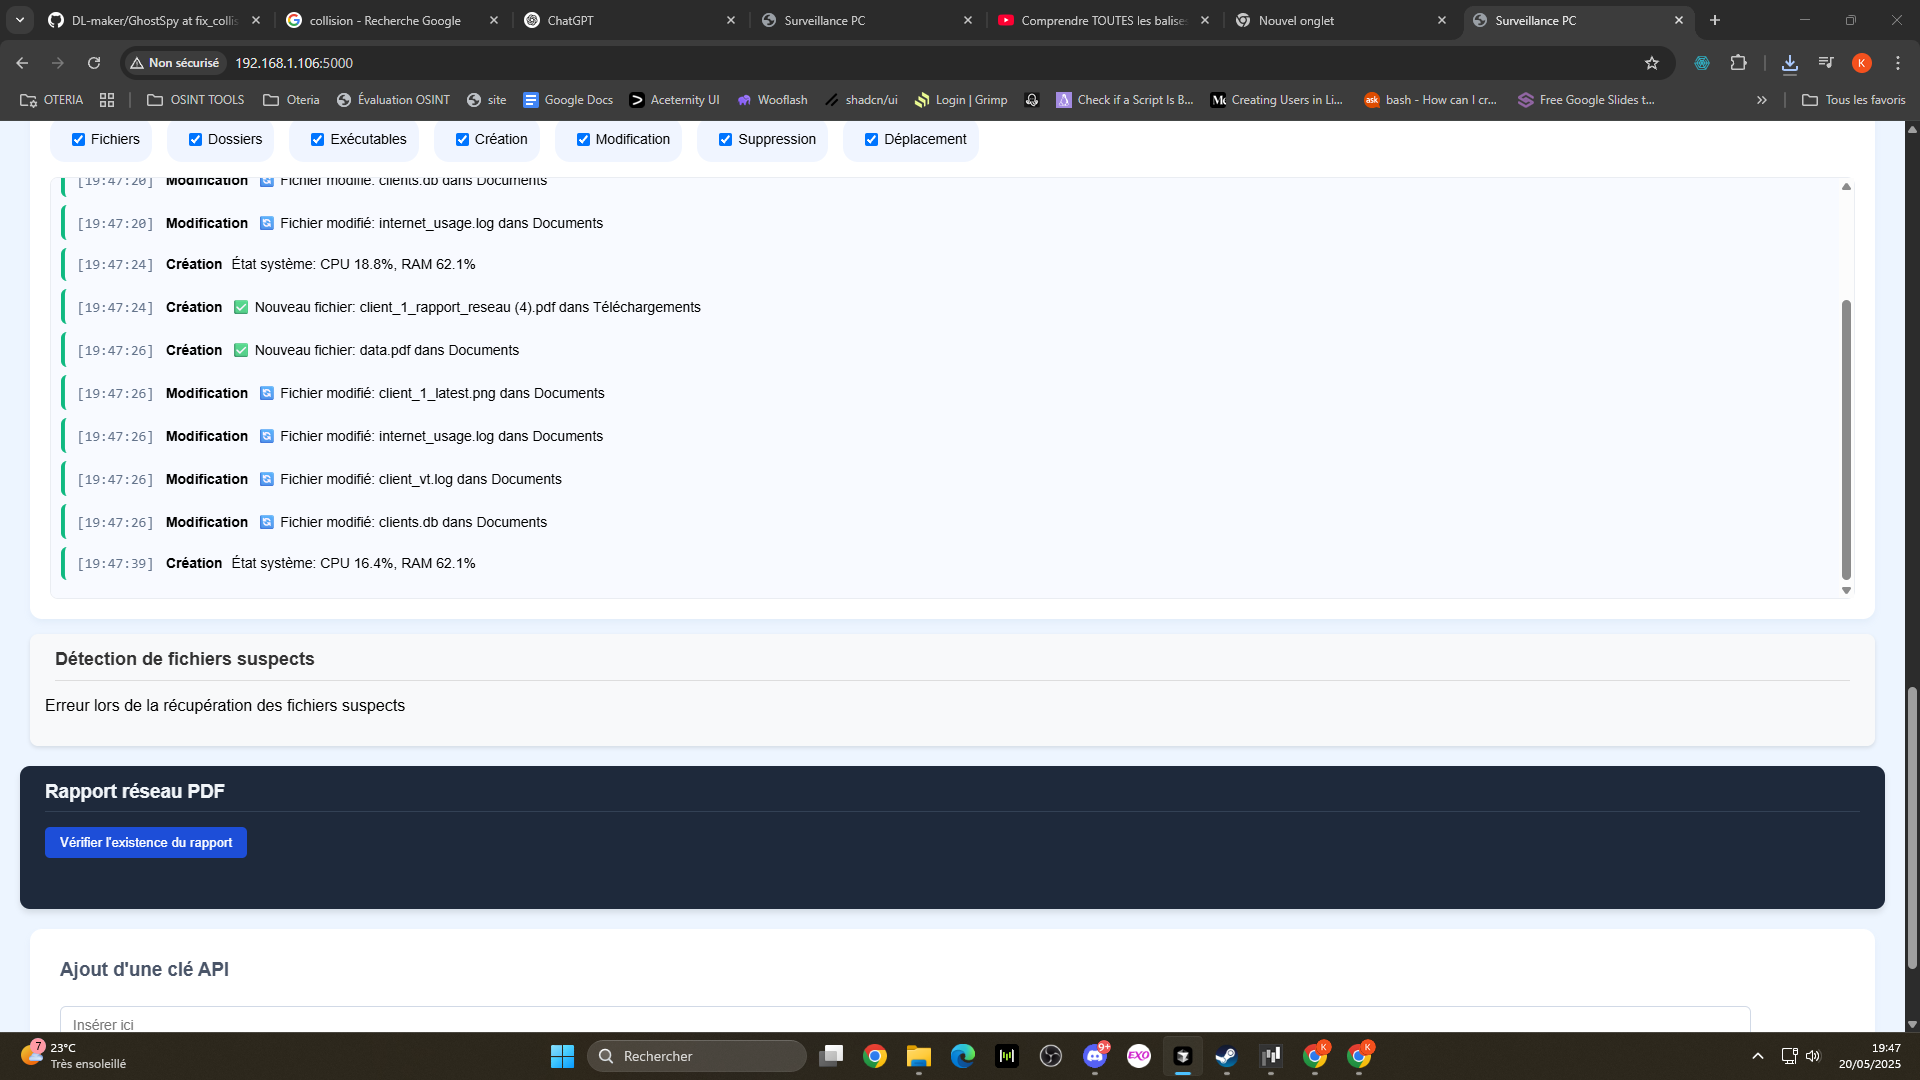 DL-maker/GhostSpy at fix_collis
collision - Recherche Google
ChatGPT
Surveillance PC
Comprendre TOUTES les balises
Nouvel onglet
Surveillance PC
Non sécurisé
192.168.1.106:5000
K
OTERIA
OSINT TOOLS
Oteria
Évaluation OSINT
site
Google Docs
Aceternity UI
Wooflash
shadcn/ui
Login | Grimp
Check if a Script Is B...
Creating Users in Li...
ask
bash - How can I cr...
Free Google Slides t...
Tous les favoris
Fichiers
Dossiers
Exécutables
Création
Modification
Suppression
Déplacement
[19:47:20] Modification Fichier modifié: clients.db dans Documents
[19:47:20] Modification Fichier modifié: internet_usage.log dans Documents
[19:47:24] Création État système: CPU 18.8%, RAM 62.1%
[19:47:24] Création ✅ Nouveau fichier: client_1_rapport_reseau (4).pdf dans Téléchargements
[19:47:26] Création ✅ Nouveau fichier: data.pdf dans Documents
[19:47:26] Modification Fichier modifié: client_1_latest.png dans Documents
[19:47:26] Modification Fichier modifié: internet_usage.log dans Documents
[19:47:26] Modification Fichier modifié: client_vt.log dans Documents
[19:47:26] Modification Fichier modifié: clients.db dans Documents
[19:47:39] Création État système: CPU 16.4%, RAM 62.1%
Détection de fichiers suspects
Erreur lors de la récupération des fichiers suspects
Rapport réseau PDF
Vérifier l'existence du rapport
Ajout d'une clé API
Insérer ici
7
23°C
Très ensoleillé
Rechercher
9+
EXO
K
K
19:47
20/05/2025